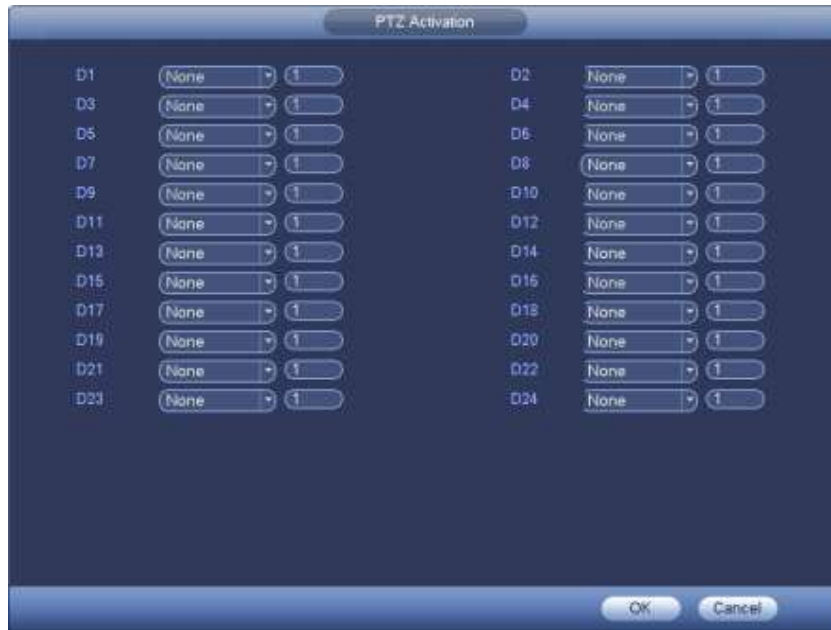 PTZ Activation
D1 None 1 D2 None 1
D3 None 1 D4 None 1
D5 None 1 D6 None 1
D7 None 1 D8 None 1
D9 None 1 D10 None 1
D11 None 1 D12 None 1
D13 None 1 D14 None 1
D15 None 1 D16 None 1
D17 None 1 D18 None 1
D19 None 1 D20 None 1
D21 None 1 D22 None 1
D23 None 1 D24 None 1
OK Cancel